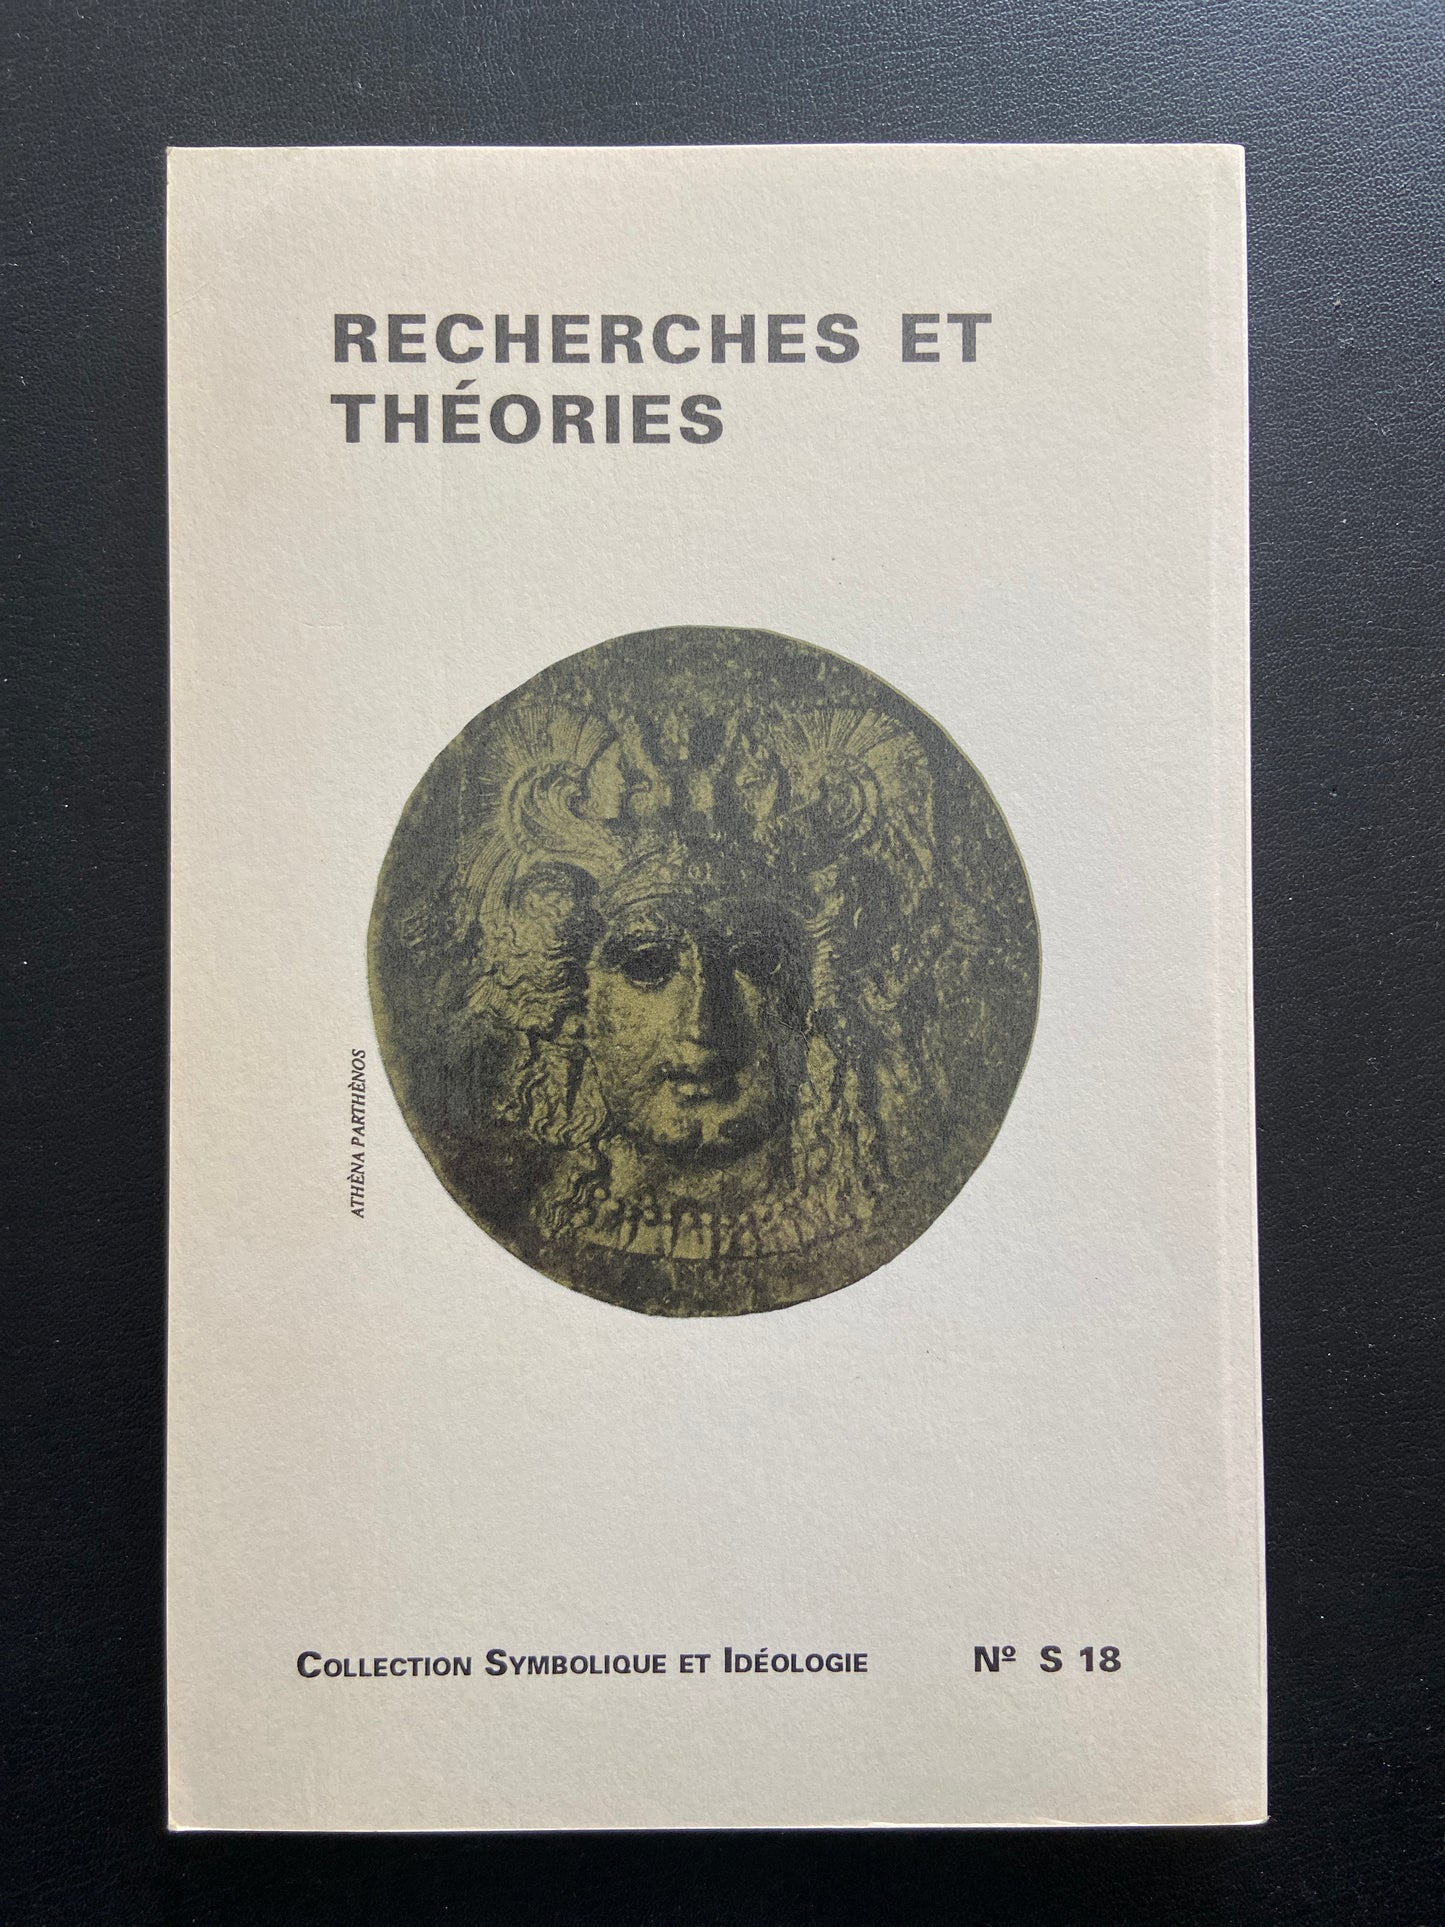 RECHERCHES ET
THÉORIES
ATHÈNA PARTHÈNOS
COLLECTION SYMBOLIQUE ET IDÉOLOGIE Nº S 18